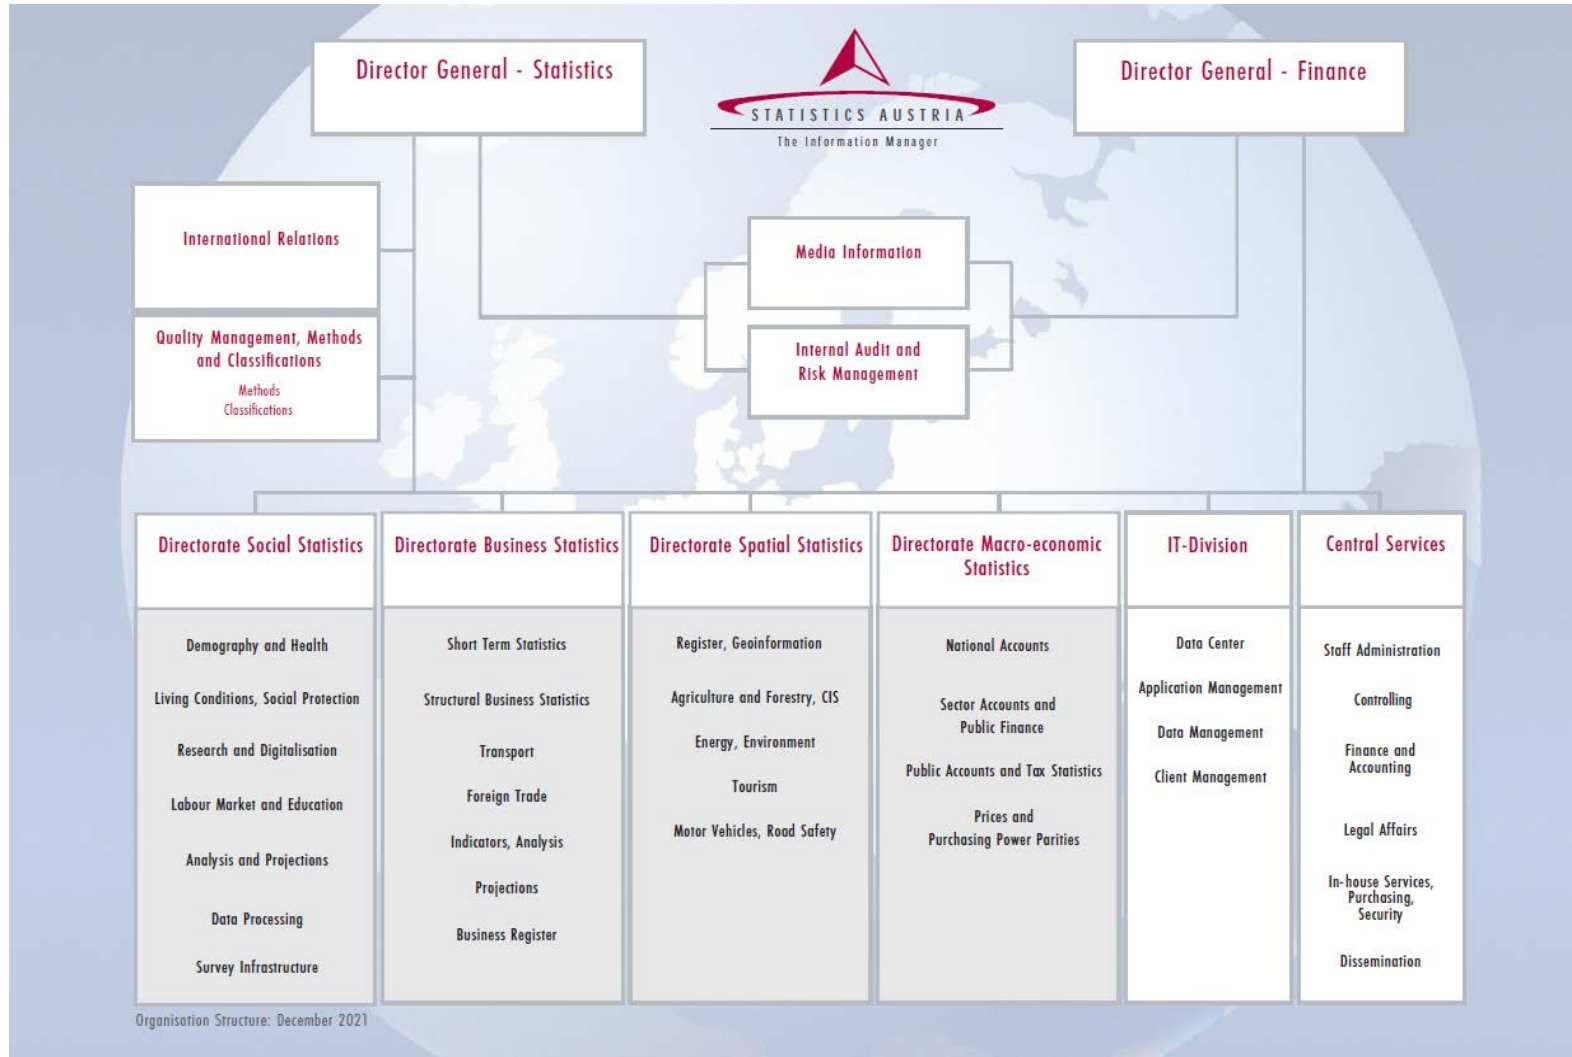 Director General - Statistics
STATISTICS AUSTRIA
The Information Manager
Director General - Finance
International Relations
Quality Management, Methods
and Classifications
Methods
Classifications
Media Information
Internal Audit and
Risk Management
Directorate Social Statistics
Demography and Health
Living Conditions, Social Protection
Research and Digitalisation
Labour Market and Education
Analysis and Projections
Data Processing
Survey Infrastructure
Directorate Business Statistics
Short Term Statistics
Structural Business Statistics
Transport
Foreign Trade
Indicators, Analysis
Projections
Business Register
Directorate Spatial Statistics
Register, Geoinformation
Agriculture and Forestry, CIS
Energy, Environment
Tourism
Motor Vehicles, Road Safety
Directorate Macro-economic
Statistics
National Accounts
Sector Accounts and
Public Finance
Public Accounts and Tax Statistics
Prices and
Purchasing Power Parities
IT-Division
Data Center
Application Management
Data Management
Client Management
Central Services
Staff Administration
Controlling
Finance and
Accounting
Legal Affairs
In-house Services,
Purchasing,
Security
Dissemination
Organisation Structure: December 2021